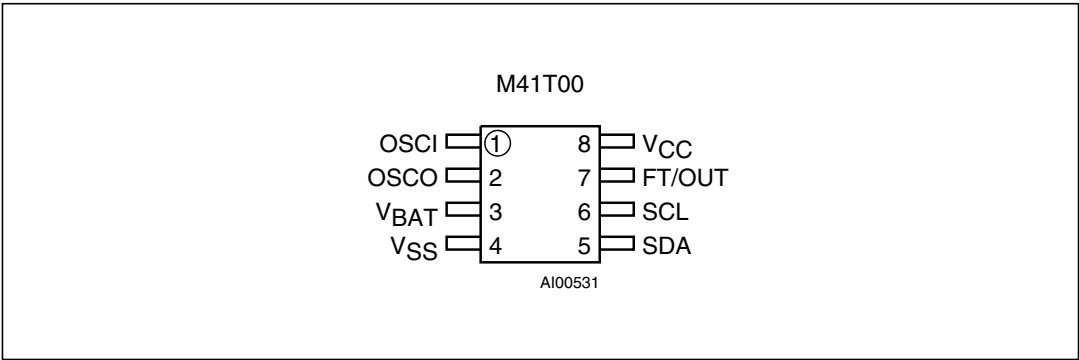 M41T00
OSCI 1 8 VCC
OSCO 2 7 FT/OUT
VBAT 3 6 SCL
VSS 4 5 SDA
AI00531